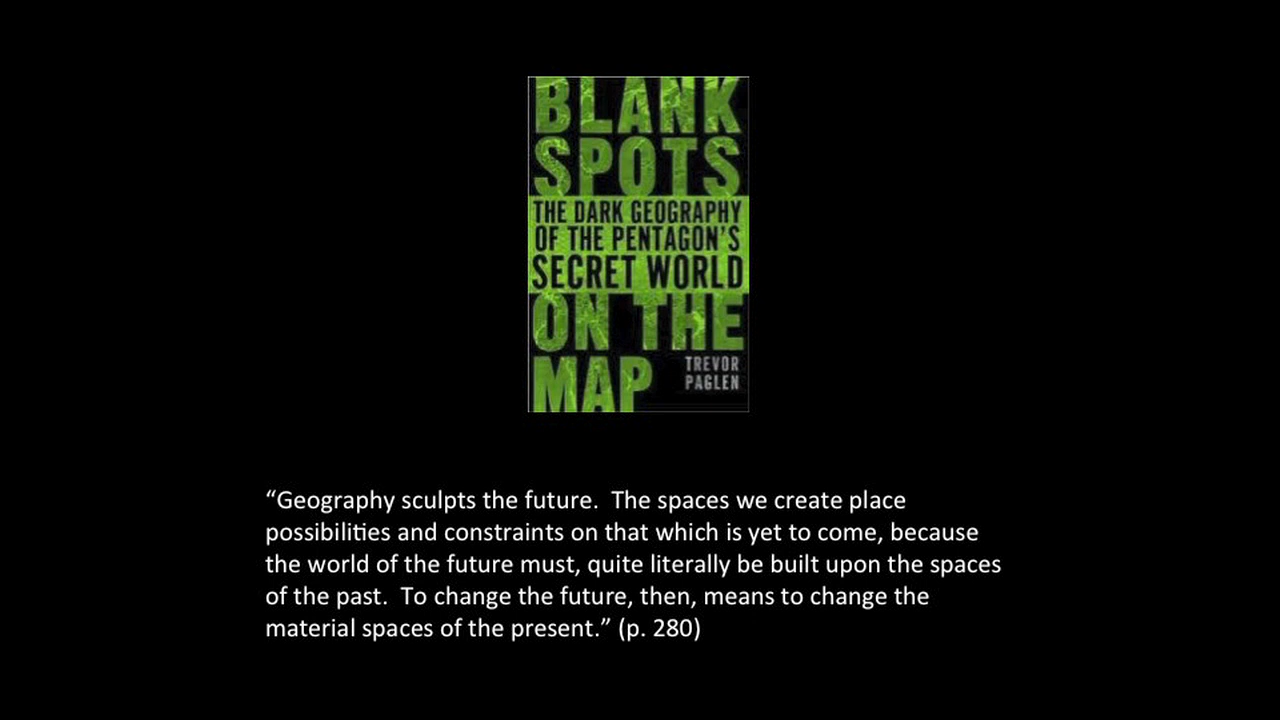 BLANK
SPOTS
THE DARK GEOGRAPHY
OF THE PENTAGON'S
SECRET WORLD
ON THE
MAP
TREVOR
PAGLEN
“Geography sculpts the future.  The spaces we create place
possibilities and constraints on that which is yet to come, because
the world of the future must, quite literally be built upon the spaces
of the past.  To change the future, then, means to change the
material spaces of the present.” (p. 280)